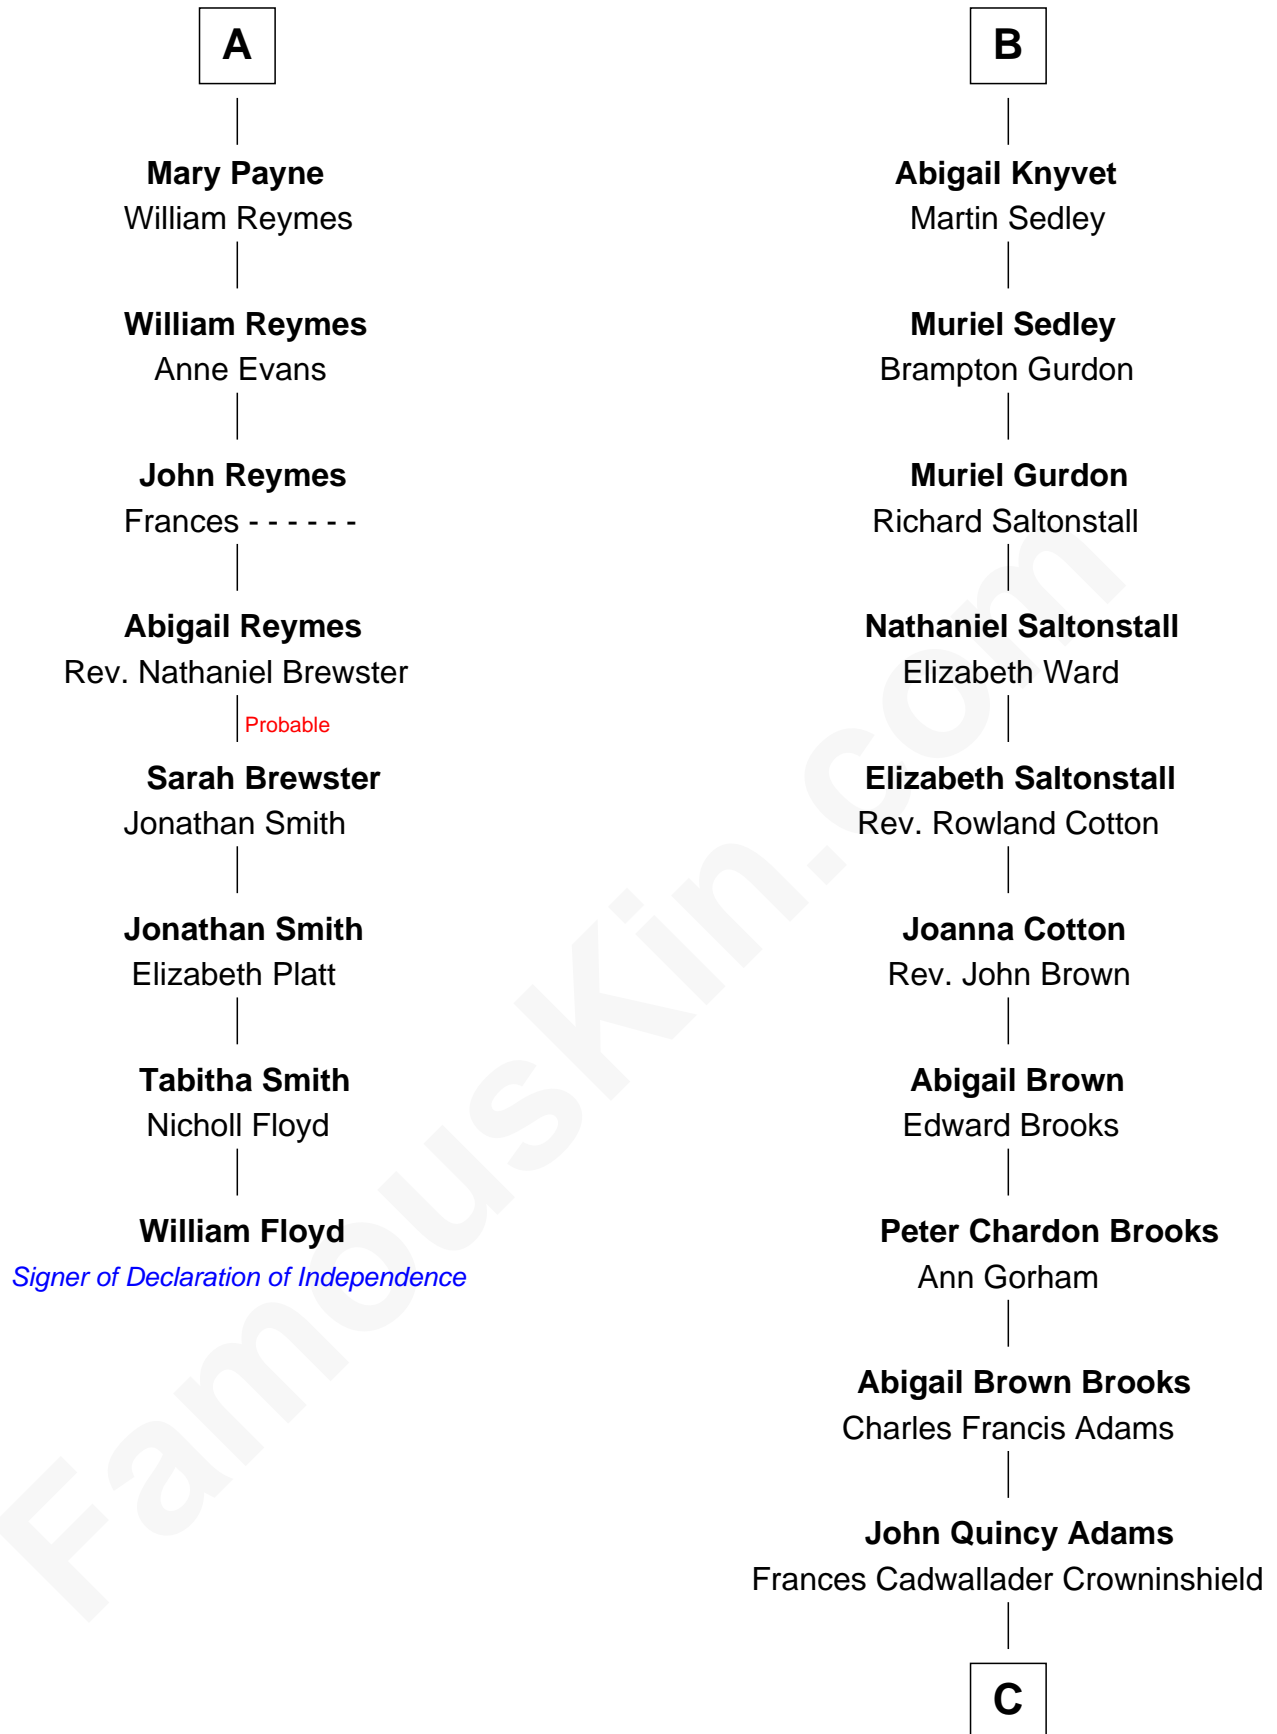 A
Mary Payne
William Reymes
William Reymes
Anne Evans
John Reymes
Frances - - - - - -
Abigail Reymes
Rev. Nathaniel Brewster
Probable
Sarah Brewster
Jonathan Smith
Jonathan Smith
Elizabeth Platt
Tabitha Smith
Nicholl Floyd
William Floyd
Signer of Declaration of Independence
B
Abigail Knyvet
Martin Sedley
Muriel Sedley
Brampton Gurdon
Muriel Gurdon
Richard Saltonstall
Nathaniel Saltonstall
Elizabeth Ward
Elizabeth Saltonstall
Rev. Rowland Cotton
Joanna Cotton
Rev. John Brown
Abigail Brown
Edward Brooks
Peter Chardon Brooks
Ann Gorham
Abigail Brown Brooks
Charles Francis Adams
John Quincy Adams
Frances Cadwallader Crowninshield
C
FamousKin.com